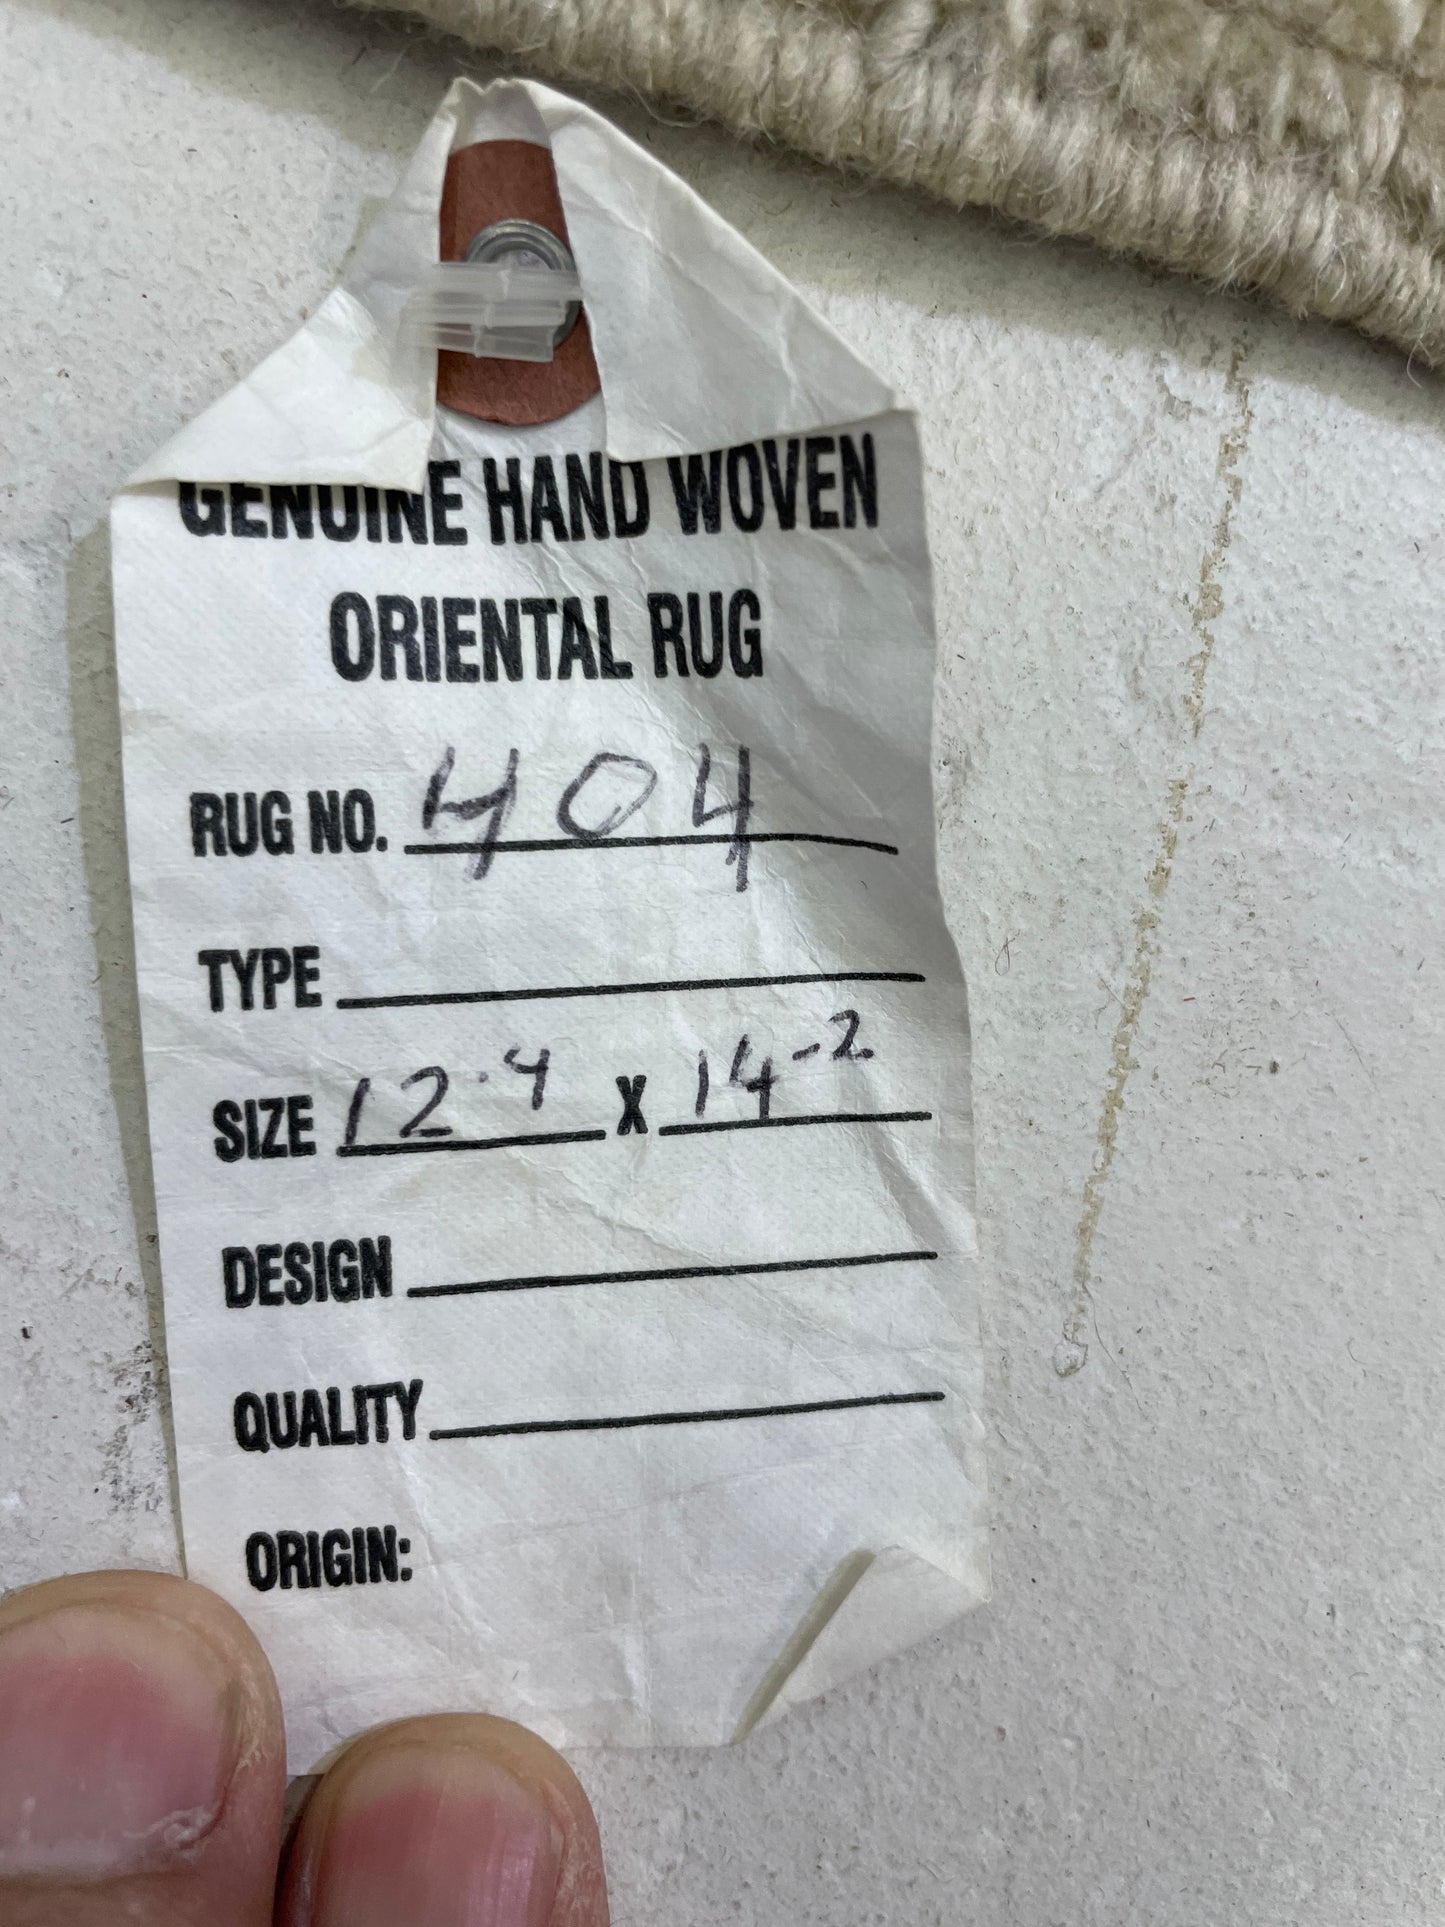 GENUINE HAND WOVEN
ORIENTAL RUG
RUG NO. 404
TYPE
SIZE 12.4 X 14-2
DESIGN
QUALITY
ORIGIN: